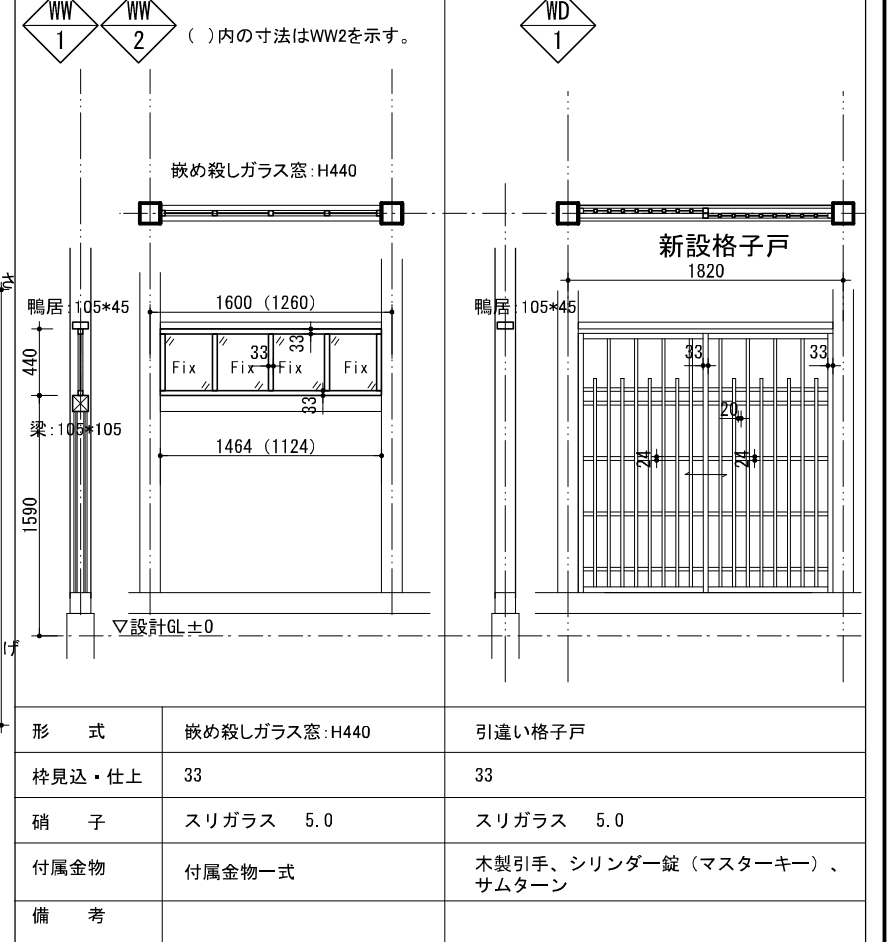 WW
1
WW
2
( )内の寸法はWW2を示す。
WD
1
嵌め殺しガラス窓:H440
新設格子戸
1820
鴨居:105*45
1600 (1260)
鴨居:105*45
440
Fix
Fix
Fix
Fix
33
33
33
33
33
梁:105*105
1464 (1124)
20
24
24
1590
▽設計GL±0
げ
形 式
嵌め殺しガラス窓:H440
引違い格子戸
枠見込・仕上
33
33
硝 子
スリガラス 5.0
スリガラス 5.0
付属金物
付属金物一式
木製引手、シリンダー錠（マスターキー）、
サムターン
備 考